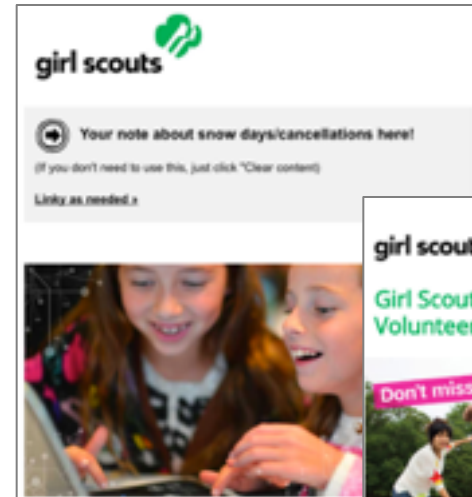 girl scouts
Your note about snow days/cancellations here!
(If you don't need to use this, just click "Clear content)
Linky as needed »
girl scout
Girl Scout
Volunteer
Don't miss